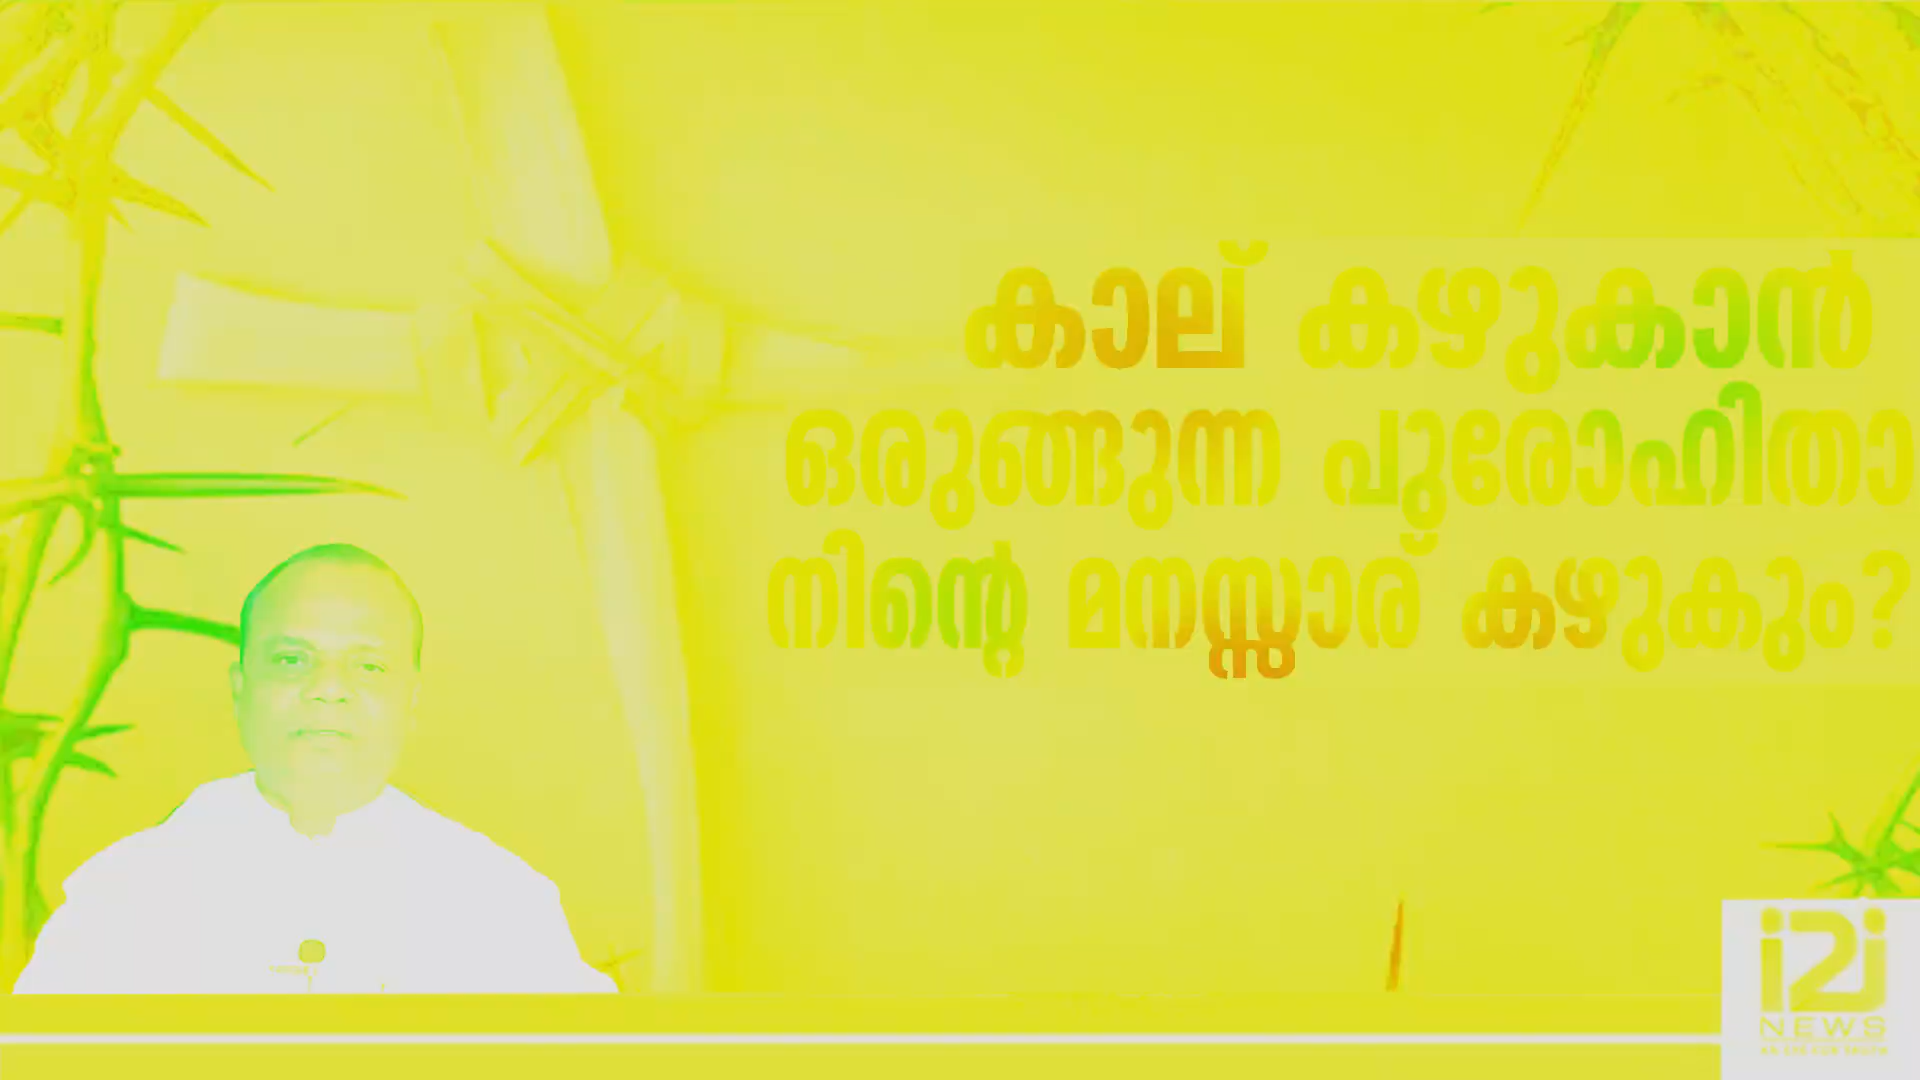 കാല് കഴുകാൻ
ഒരുങ്ങുന്ന പുരോഹിതാ
നിന്റെ മനസ്സാര് കഴുകും?
i2i
NEWS